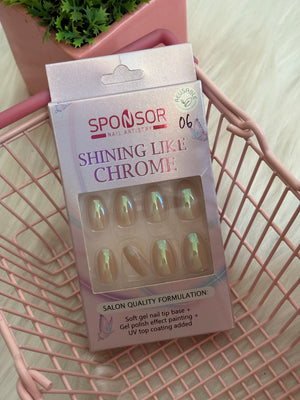 REUSABLE
SPONSOR
NAIL ARTISTRY
06
SHINING LIKE
CHROME
SALON QUALITY FORMULATION:
Soft gel nail tip base +
Gel polish effect painting +
UV top coating added